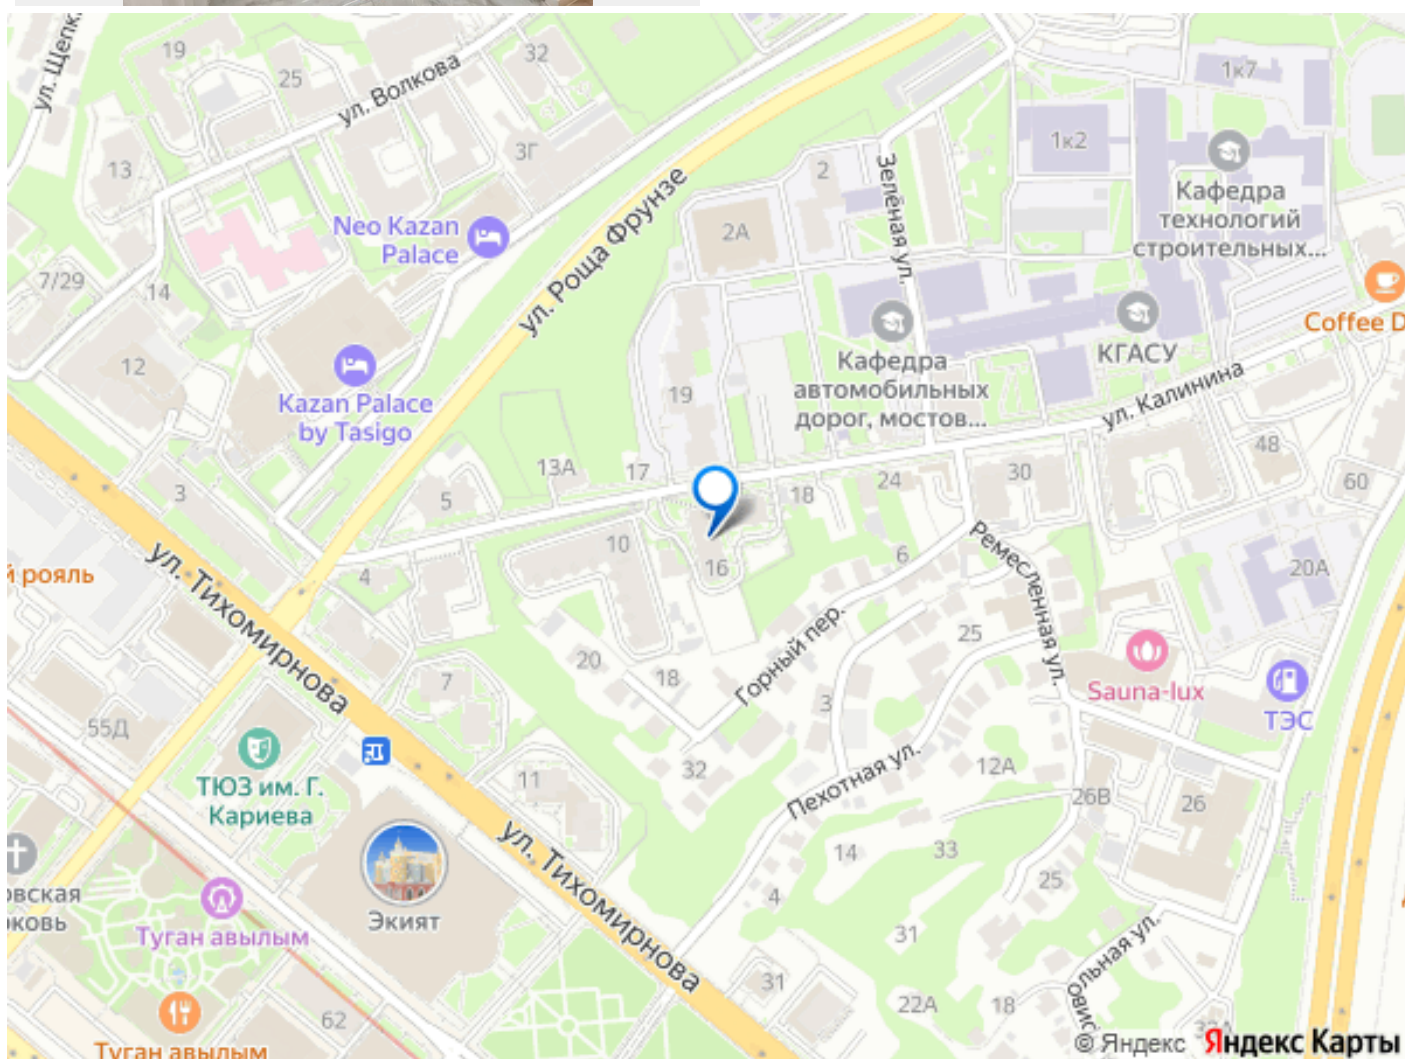 19
25
32
ул. Волкова
3Г
13
2
Зелёная ул.
1к2
1к7
Кафедра
технологий
строительных...
Neo Kazan
Palace
ул. Роща Фрунзе
2А
7/29
14
12
Kazan Palace
by Tasigo
Кафедра
автомобильных
дорог, мостов...
КГАСУ
Coffee D
ул. Калинина
19
3
5
13А
17
18
24
30
48
60
й рояль
4
10
16
6
Ремесленная ул.
20А
ул. Тихомирнова
20
18
Горный пер.
25
3
Sauna-lux
ТЭС
7
55Д
ТЮЗ им. Г.
Кариева
11
32
Пехотная ул.
12А
26В
26
ул. Тихомирнова
14
33
25
4
Экият
овская
рковь
Туган авылым
31
31
22А
18
62
Туган авылым
© Яндекс Яндекс Карты